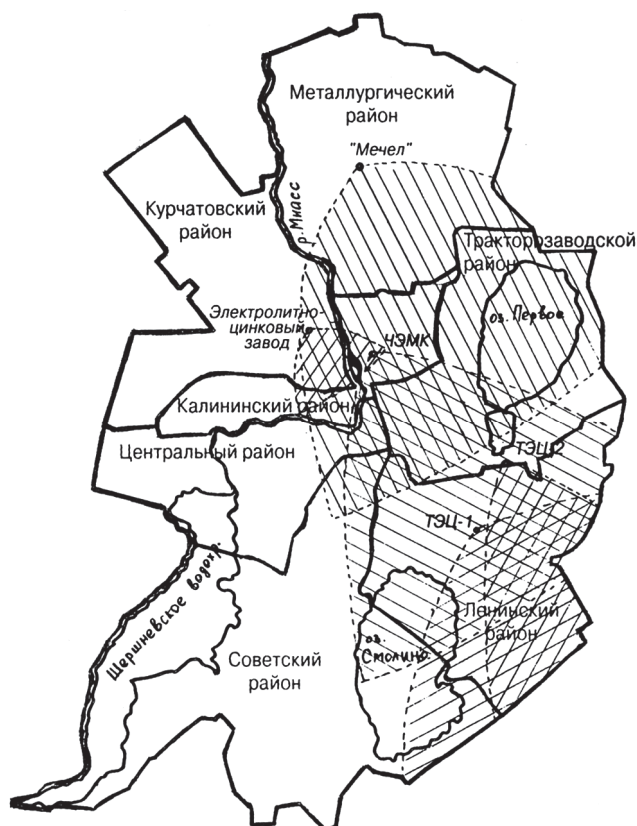 Металлургический
район
"Мечел"
Курчатовский
район
р. Миасс
Тракторозаводской
район
Электролитно-
цинковый
завод
оз. Первое
ЧЭМК
Калининский район
Центральный район
ТЭЦ-2
ТЭЦ-1
Шершневское водохр.
Ленинский
район
оз.
Смолино
Советский
район